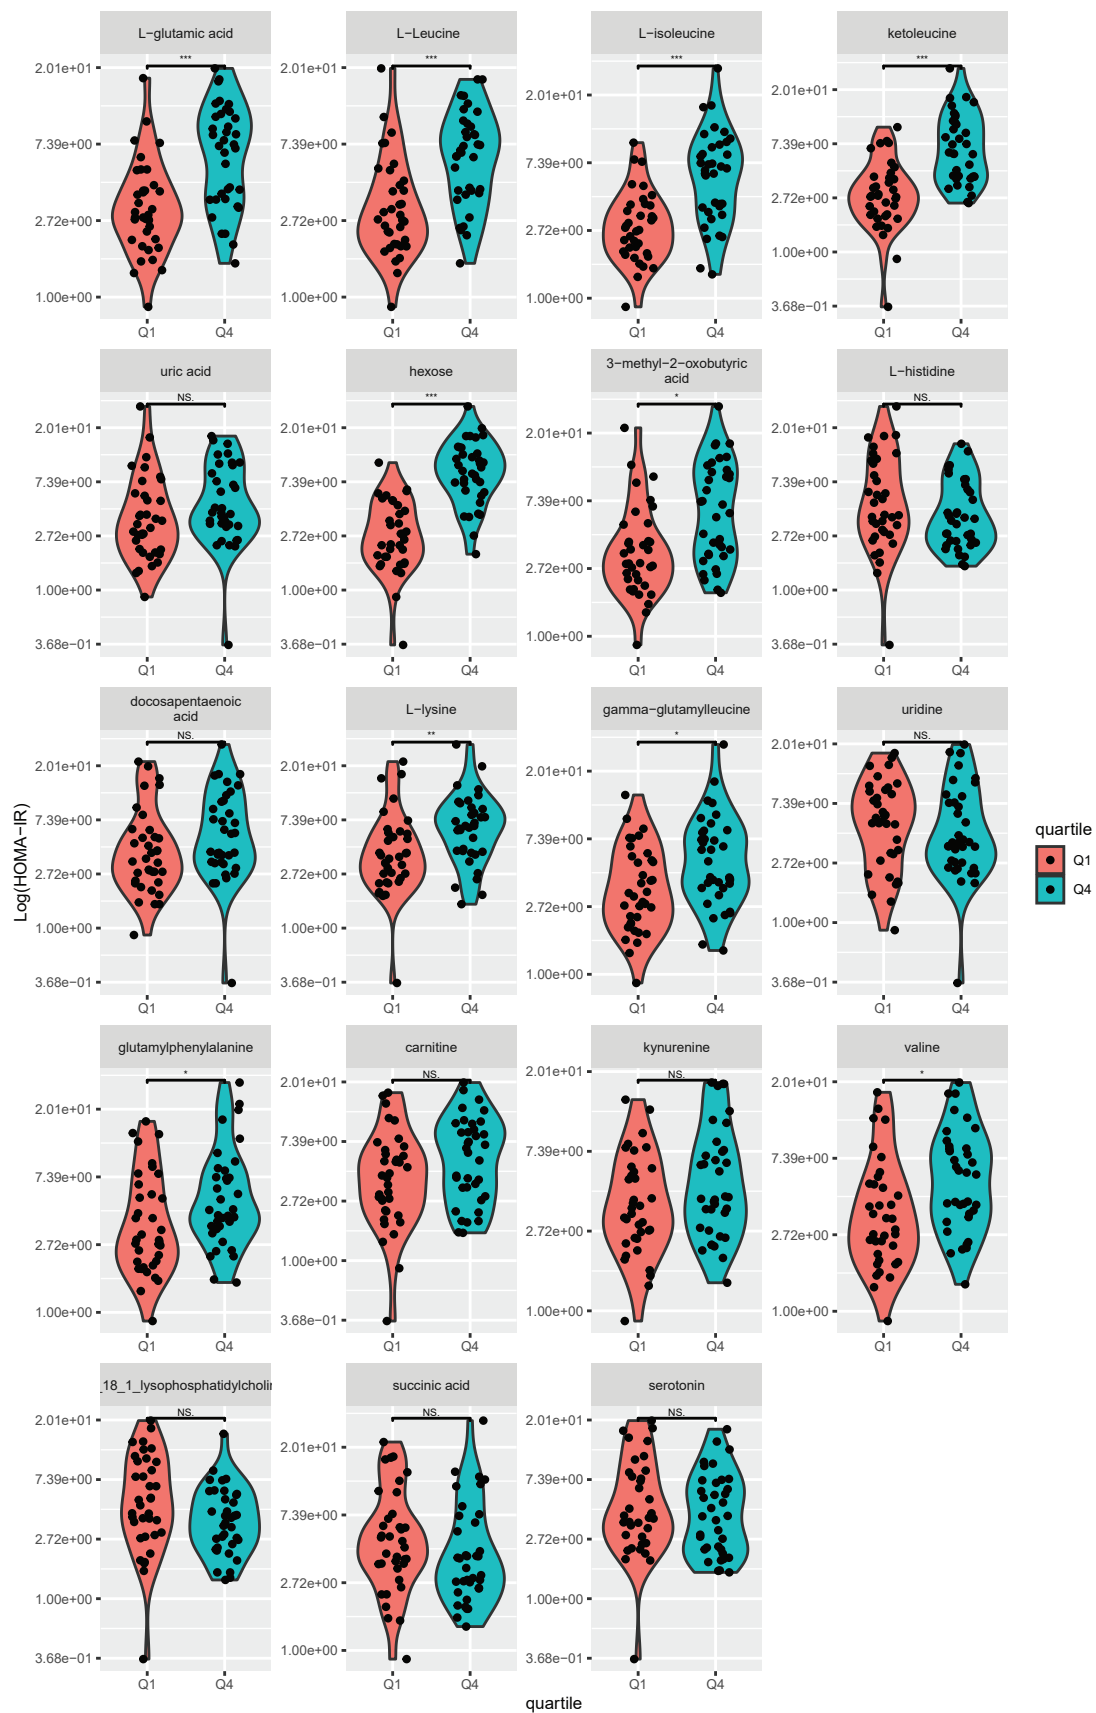 L−glutamic acid
L−Leucine
L−isoleucine
ketoleucine
*** *** *** ***
2.01e+01
7.39e+00
2.72e+00
1.00e+00
Q1 Q4
2.01e+01
7.39e+00
2.72e+00
1.00e+00
Q1 Q4
2.01e+01
7.39e+00
2.72e+00
1.00e+00
Q1 Q4
2.01e+01
7.39e+00
2.72e+00
1.00e+00
3.68e−01
Q1 Q4
uric acid
hexose
3−methyl−2−oxobutyric
acid
L−histidine
NS. *** * NS.
2.01e+01
7.39e+00
2.72e+00
1.00e+00
3.68e−01
Q1 Q4
2.01e+01
7.39e+00
2.72e+00
1.00e+00
3.68e−01
Q1 Q4
2.01e+01
7.39e+00
2.72e+00
1.00e+00
Q1 Q4
2.01e+01
7.39e+00
2.72e+00
1.00e+00
3.68e−01
Q1 Q4
docosapentaenoic
acid
L−lysine
gamma−glutamylleucine
uridine
NS. ** * NS.
2.01e+01
7.39e+00
2.72e+00
1.00e+00
3.68e−01
Q1 Q4
2.01e+01
7.39e+00
2.72e+00
1.00e+00
3.68e−01
Q1 Q4
2.01e+01
7.39e+00
2.72e+00
1.00e+00
Q1 Q4
2.01e+01
7.39e+00
2.72e+00
1.00e+00
3.68e−01
Q1 Q4
Log(HOMA−IR)
quartile
Q1
Q4
glutamylphenylalanine
carnitine
kynurenine
valine
* NS. NS. *
2.01e+01
7.39e+00
2.72e+00
1.00e+00
Q1 Q4
2.01e+01
7.39e+00
2.72e+00
1.00e+00
3.68e−01
Q1 Q4
2.01e+01
7.39e+00
2.72e+00
1.00e+00
Q1 Q4
2.01e+01
7.39e+00
2.72e+00
1.00e+00
Q1 Q4
_18_1_lysophosphatidylcholin
succinic acid
serotonin
NS. NS. NS.
2.01e+01
7.39e+00
2.72e+00
1.00e+00
3.68e−01
Q1 Q4
2.01e+01
7.39e+00
2.72e+00
1.00e+00
Q1 Q4
2.01e+01
7.39e+00
2.72e+00
1.00e+00
3.68e−01
Q1 Q4
quartile